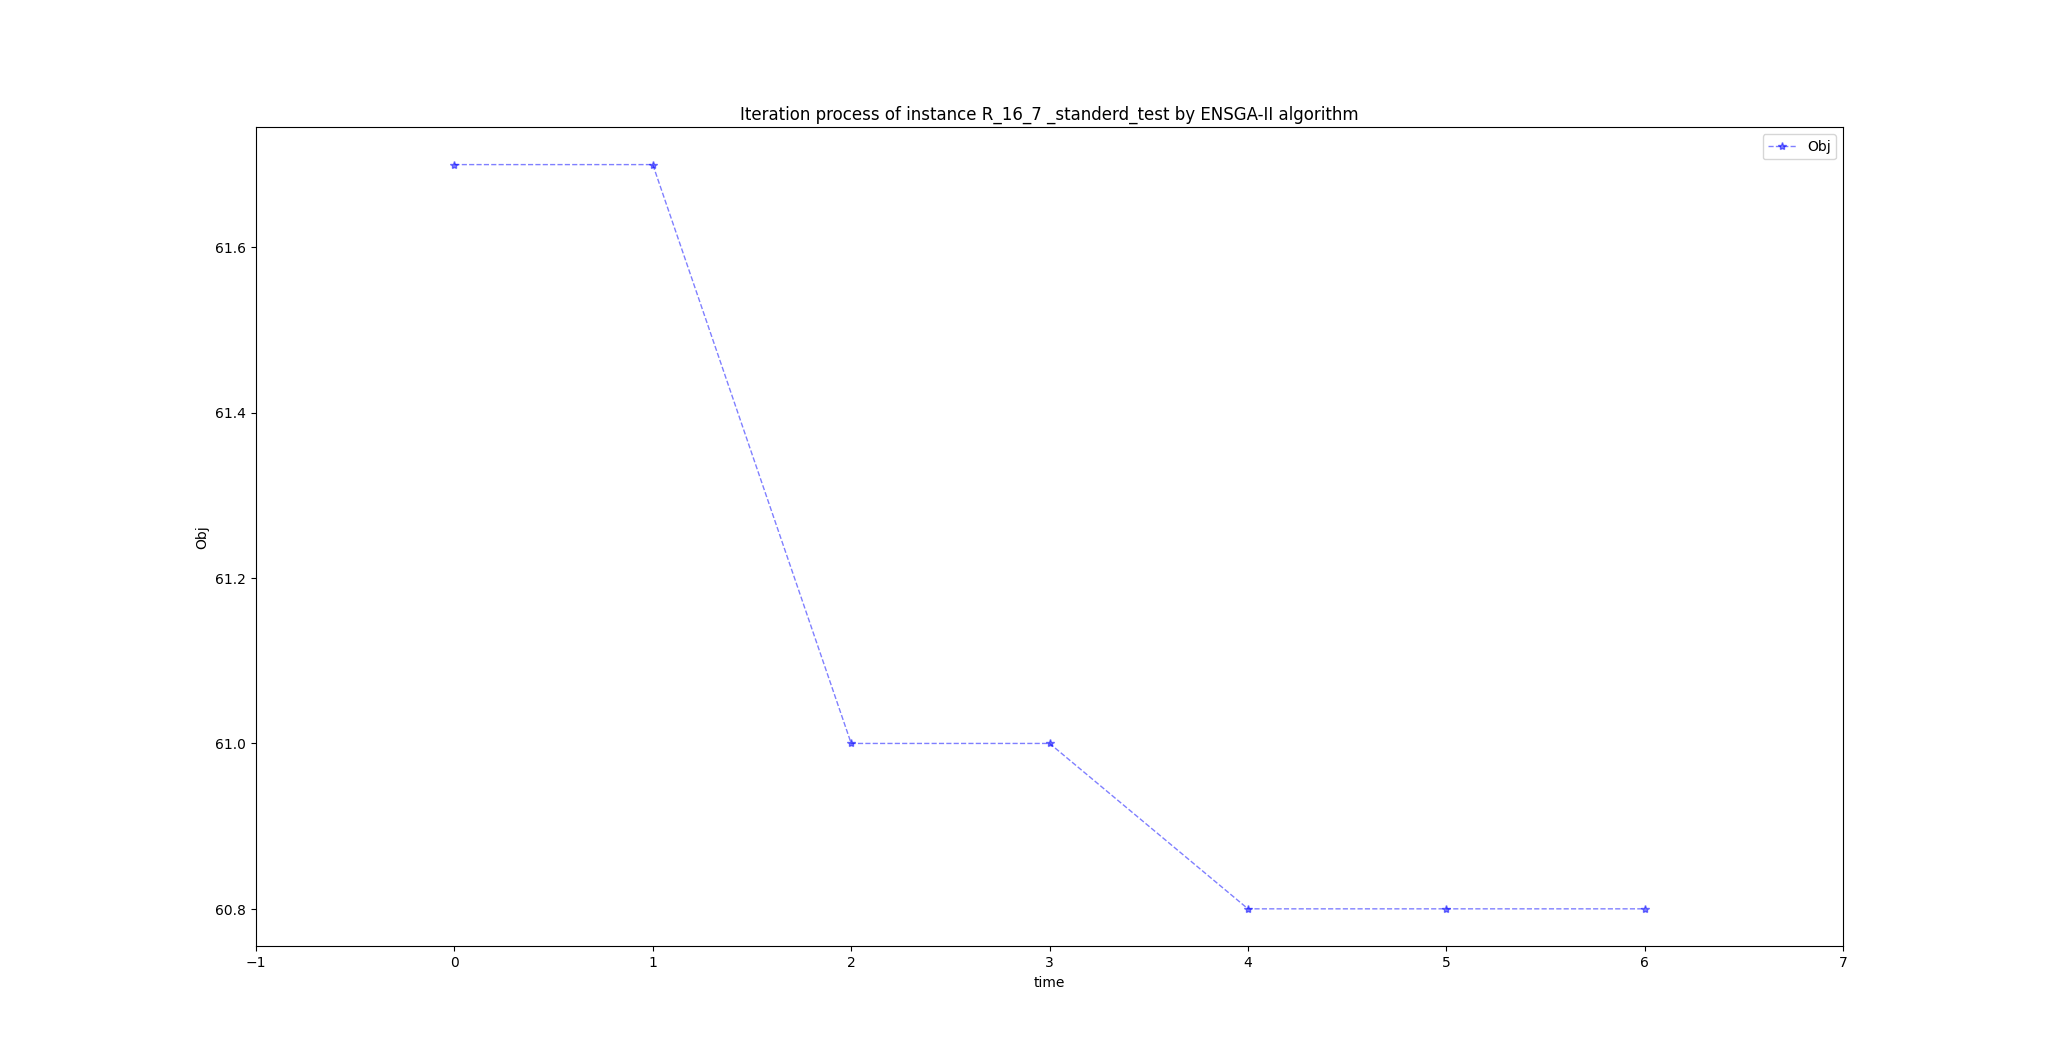 Iteration process of instance R_16_7 _standerd_test by ENSGA-II algorithm
Obj
61.6
61.4
61.2
61.0
60.8
Obj
−1 0 1 2 3 4 5 6 7
time